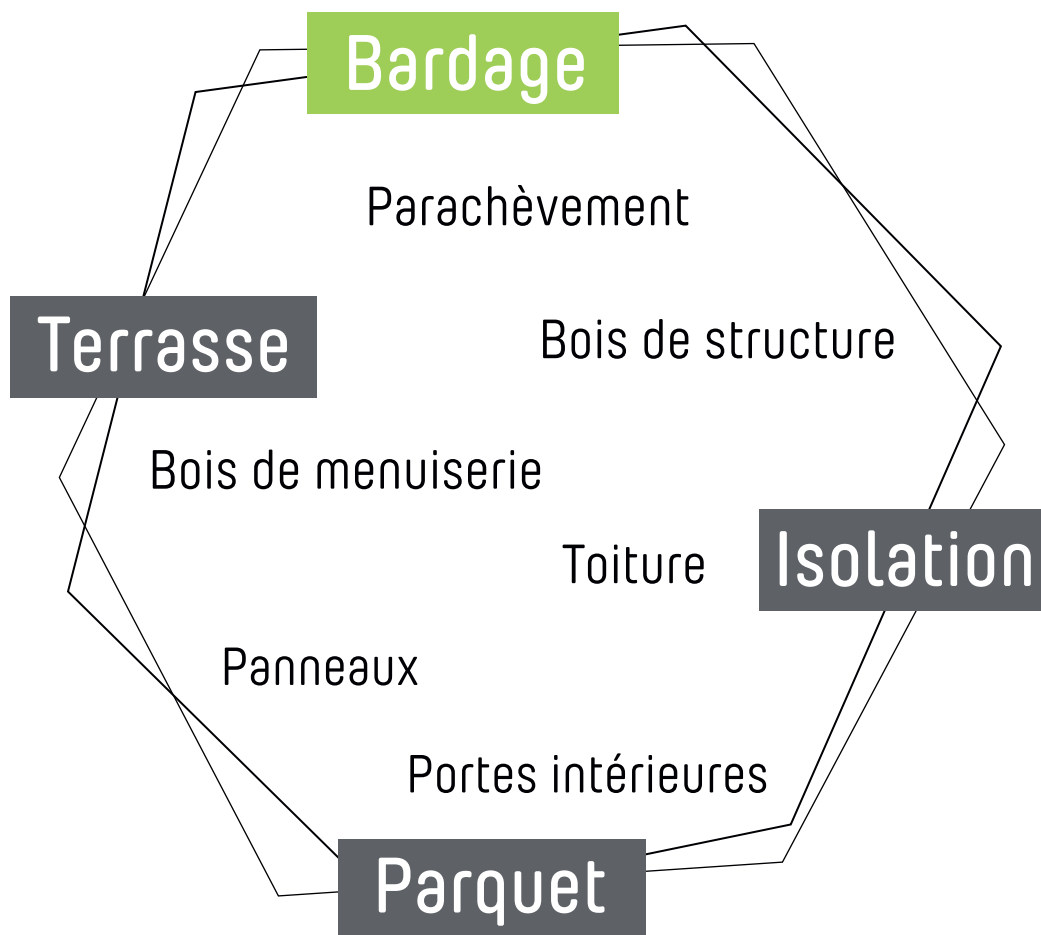 Bardage
Parachèvement
Terrasse
Bois de structure
Bois de menuiserie
Isolation
Toiture
Panneaux
Portes intérieures
Parquet